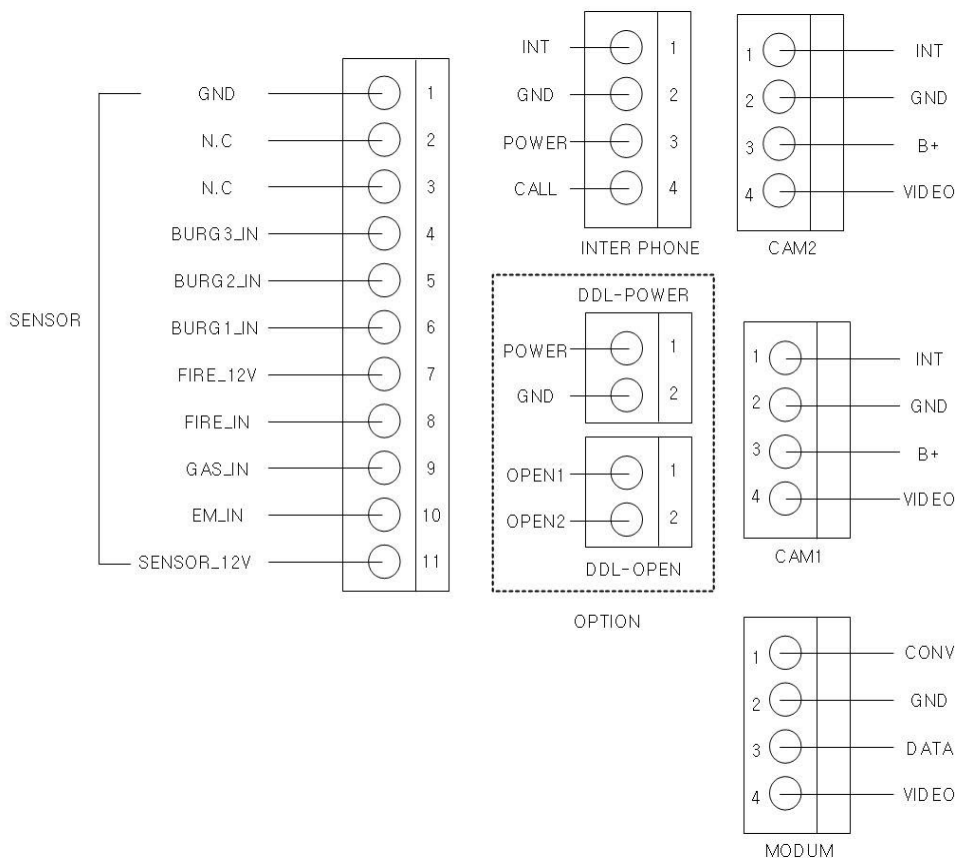 SENSOR
GND 1
N.C 2
N.C 3
BURG3_IN 4
BURG2_IN 5
BURG1_IN 6
FIRE_12V 7
FIRE_IN 8
GAS_IN 9
EM_IN 10
SENSOR_12V 11
INT 1
GND 2
POWER 3
CALL 4
INTER PHONE
1 INT
2 GND
3 B+
4 VIDEO
CAM2
DDL-POWER
POWER 1
GND 2
OPEN1 1
OPEN2 2
DDL-OPEN
OPTION
1 INT
2 GND
3 B+
4 VIDEO
CAM1
1 CONV
2 GND
3 DATA
4 VIDEO
MODUM